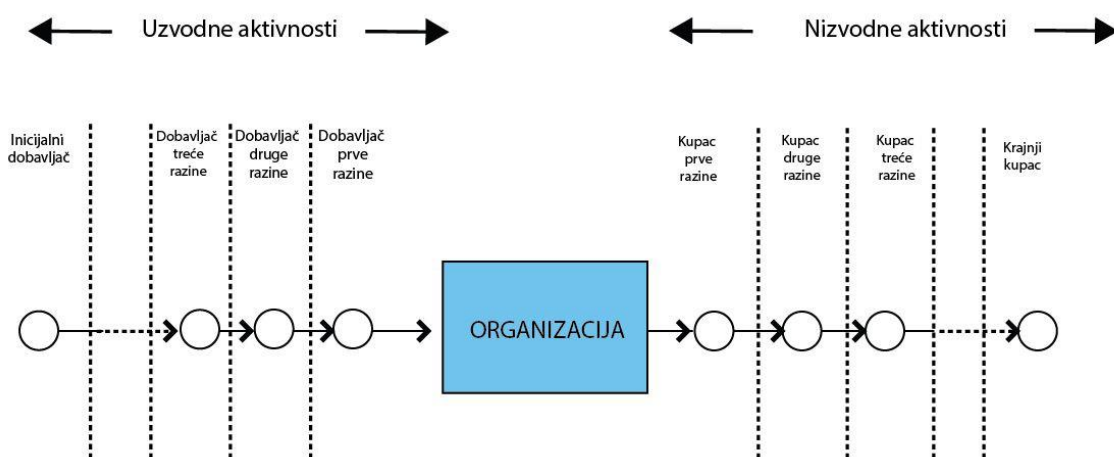 Uzvodne aktivnosti
Nizvodne aktivnosti
Inicijalni
dobavljač
Dobavljač
treće
razine
Dobavljač
druge
razine
Dobavljač
prve
razine
Kupac
prve
razine
Kupac
druge
razine
Kupac
treće
razine
Krajnji
kupac
ORGANIZACIJA